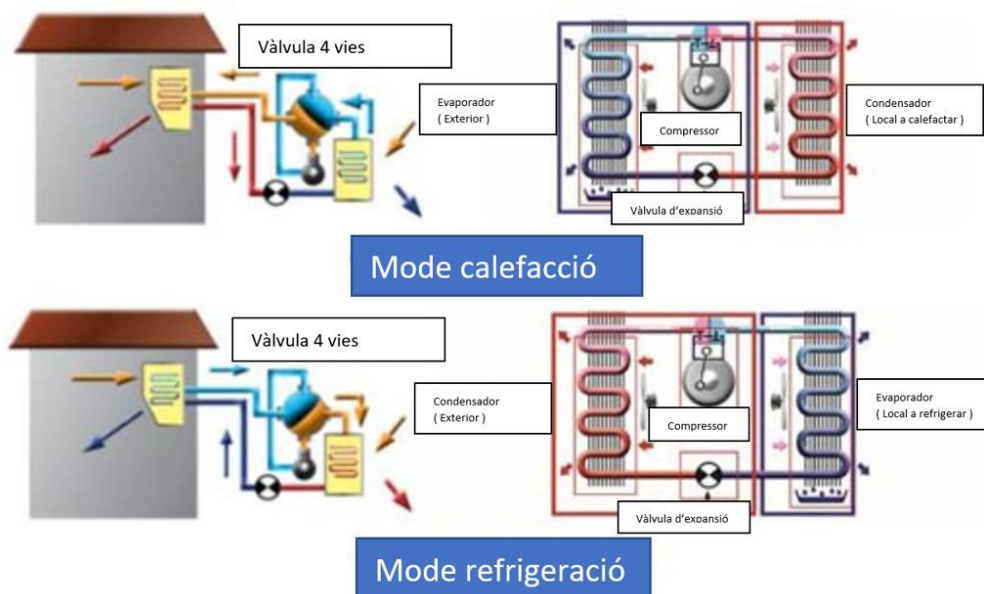 Vàlvula 4 vies
Evaporador
( Exterior )
Compressor
Condensador
( Local a calefactar )
Vàlvula d'expansió
Mode calefacció
Vàlvula 4 vies
Condensador
( Exterior )
Compressor
Evaporador
( Local a refrigerar )
Vàlvula d'expansió
Mode refrigeració